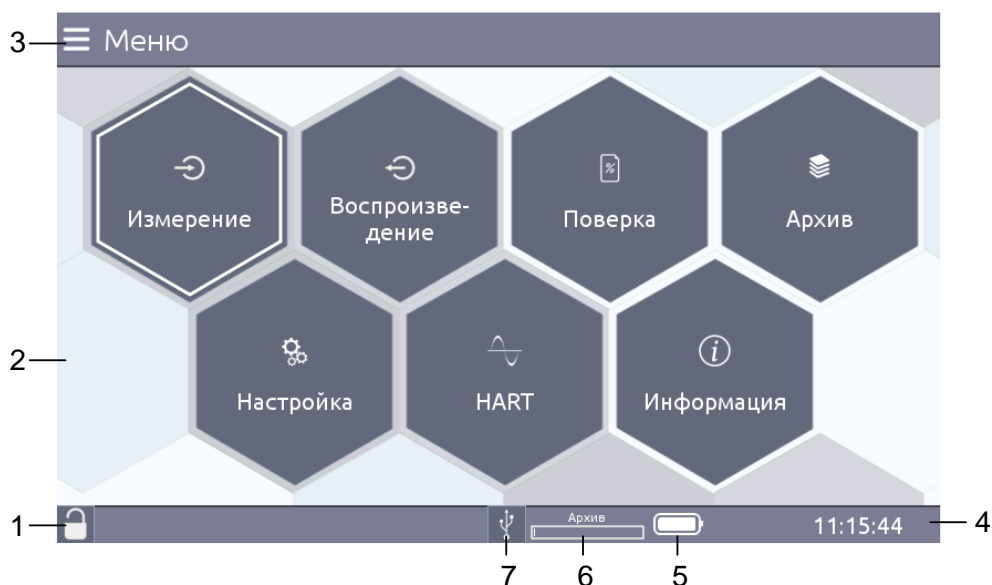 3
Меню
Измерение
Воспроизве-
дение
%
Поверка
Архив
2
Настройка
HART
i
Информация
1
Архив
11:15:44
4
7
6
5